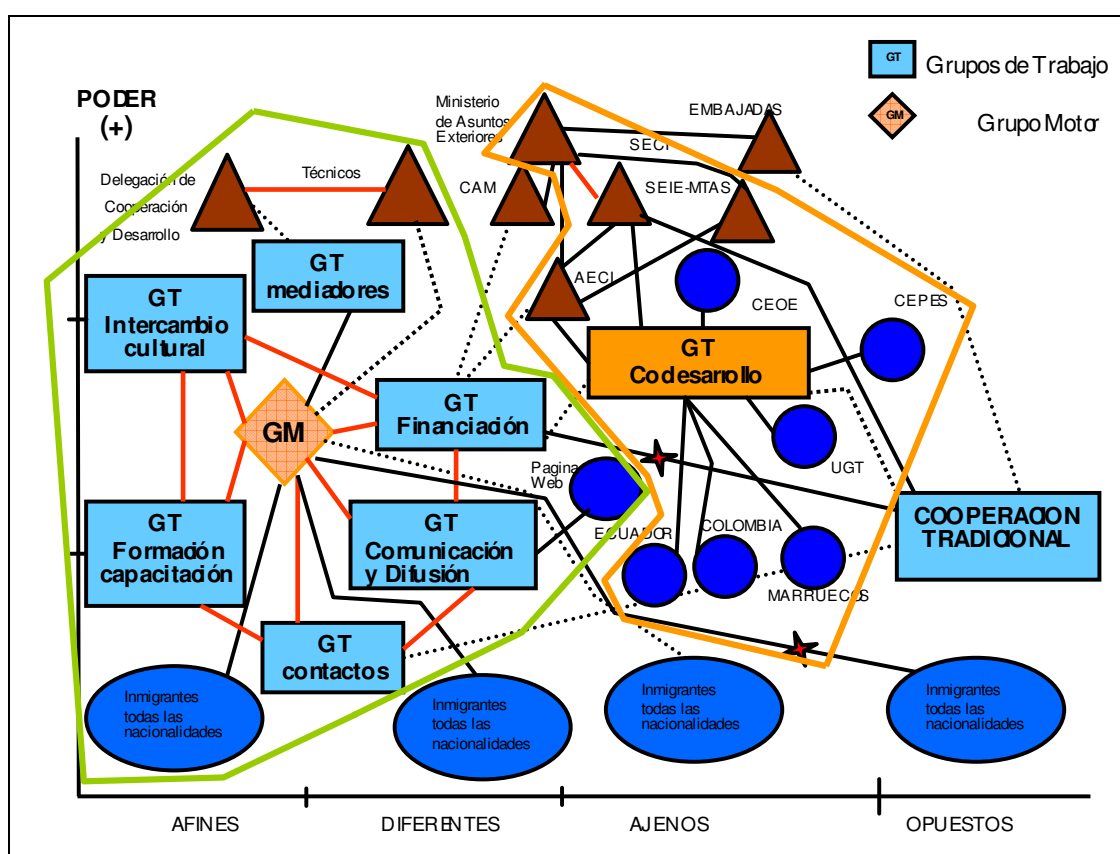 GT
Grupos de Trabajo
GM
Grupo Motor
PODER
(+)
Ministerio
de Asuntos
Exteriores
EMBAJADAS
SECI
Delegación de
Cooperación
y Desarrollo
Técnicos
CAM
SEIE-MTAS
GT
mediadores
AECI
GT
Intercambio
cultural
CEOE
CEPES
GT
Codesarrollo
GT
Financiación
GM
UGT
Pagina
Web
GT
Formación
capacitación
GT
Comunicación
y Difusión
ECUADOR
COLOMBIA
MARRUECOS
COOPERACION
TRADICIONAL
GT
contactos
Inmigrantes
todas las
nacionalidades
Inmigrantes
todas las
nacionalidades
Inmigrantes
todas las
nacionalidades
Inmigrantes
todas las
nacionalidades
AFINES
DIFERENTES
AJENOS
OPUESTOS